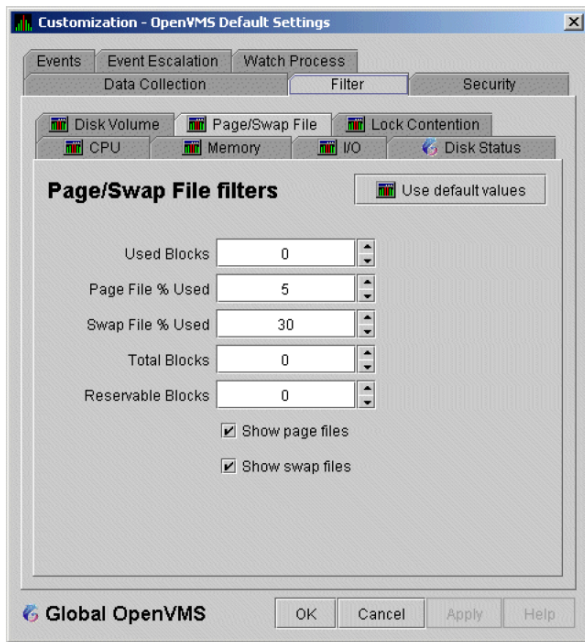 Customization - OpenVMS Default Settings
Events Event Escalation Watch Process
Data Collection Filter Security
Disk Volume Page/Swap File Lock Contention
CPU Memory I/O Disk Status
Page/Swap File filters Use default values
Used Blocks 0
Page File % Used 5
Swap File % Used 30
Total Blocks 0
Reservable Blocks 0
Show page files
Show swap files
Global OpenVMS OK Cancel Apply Help